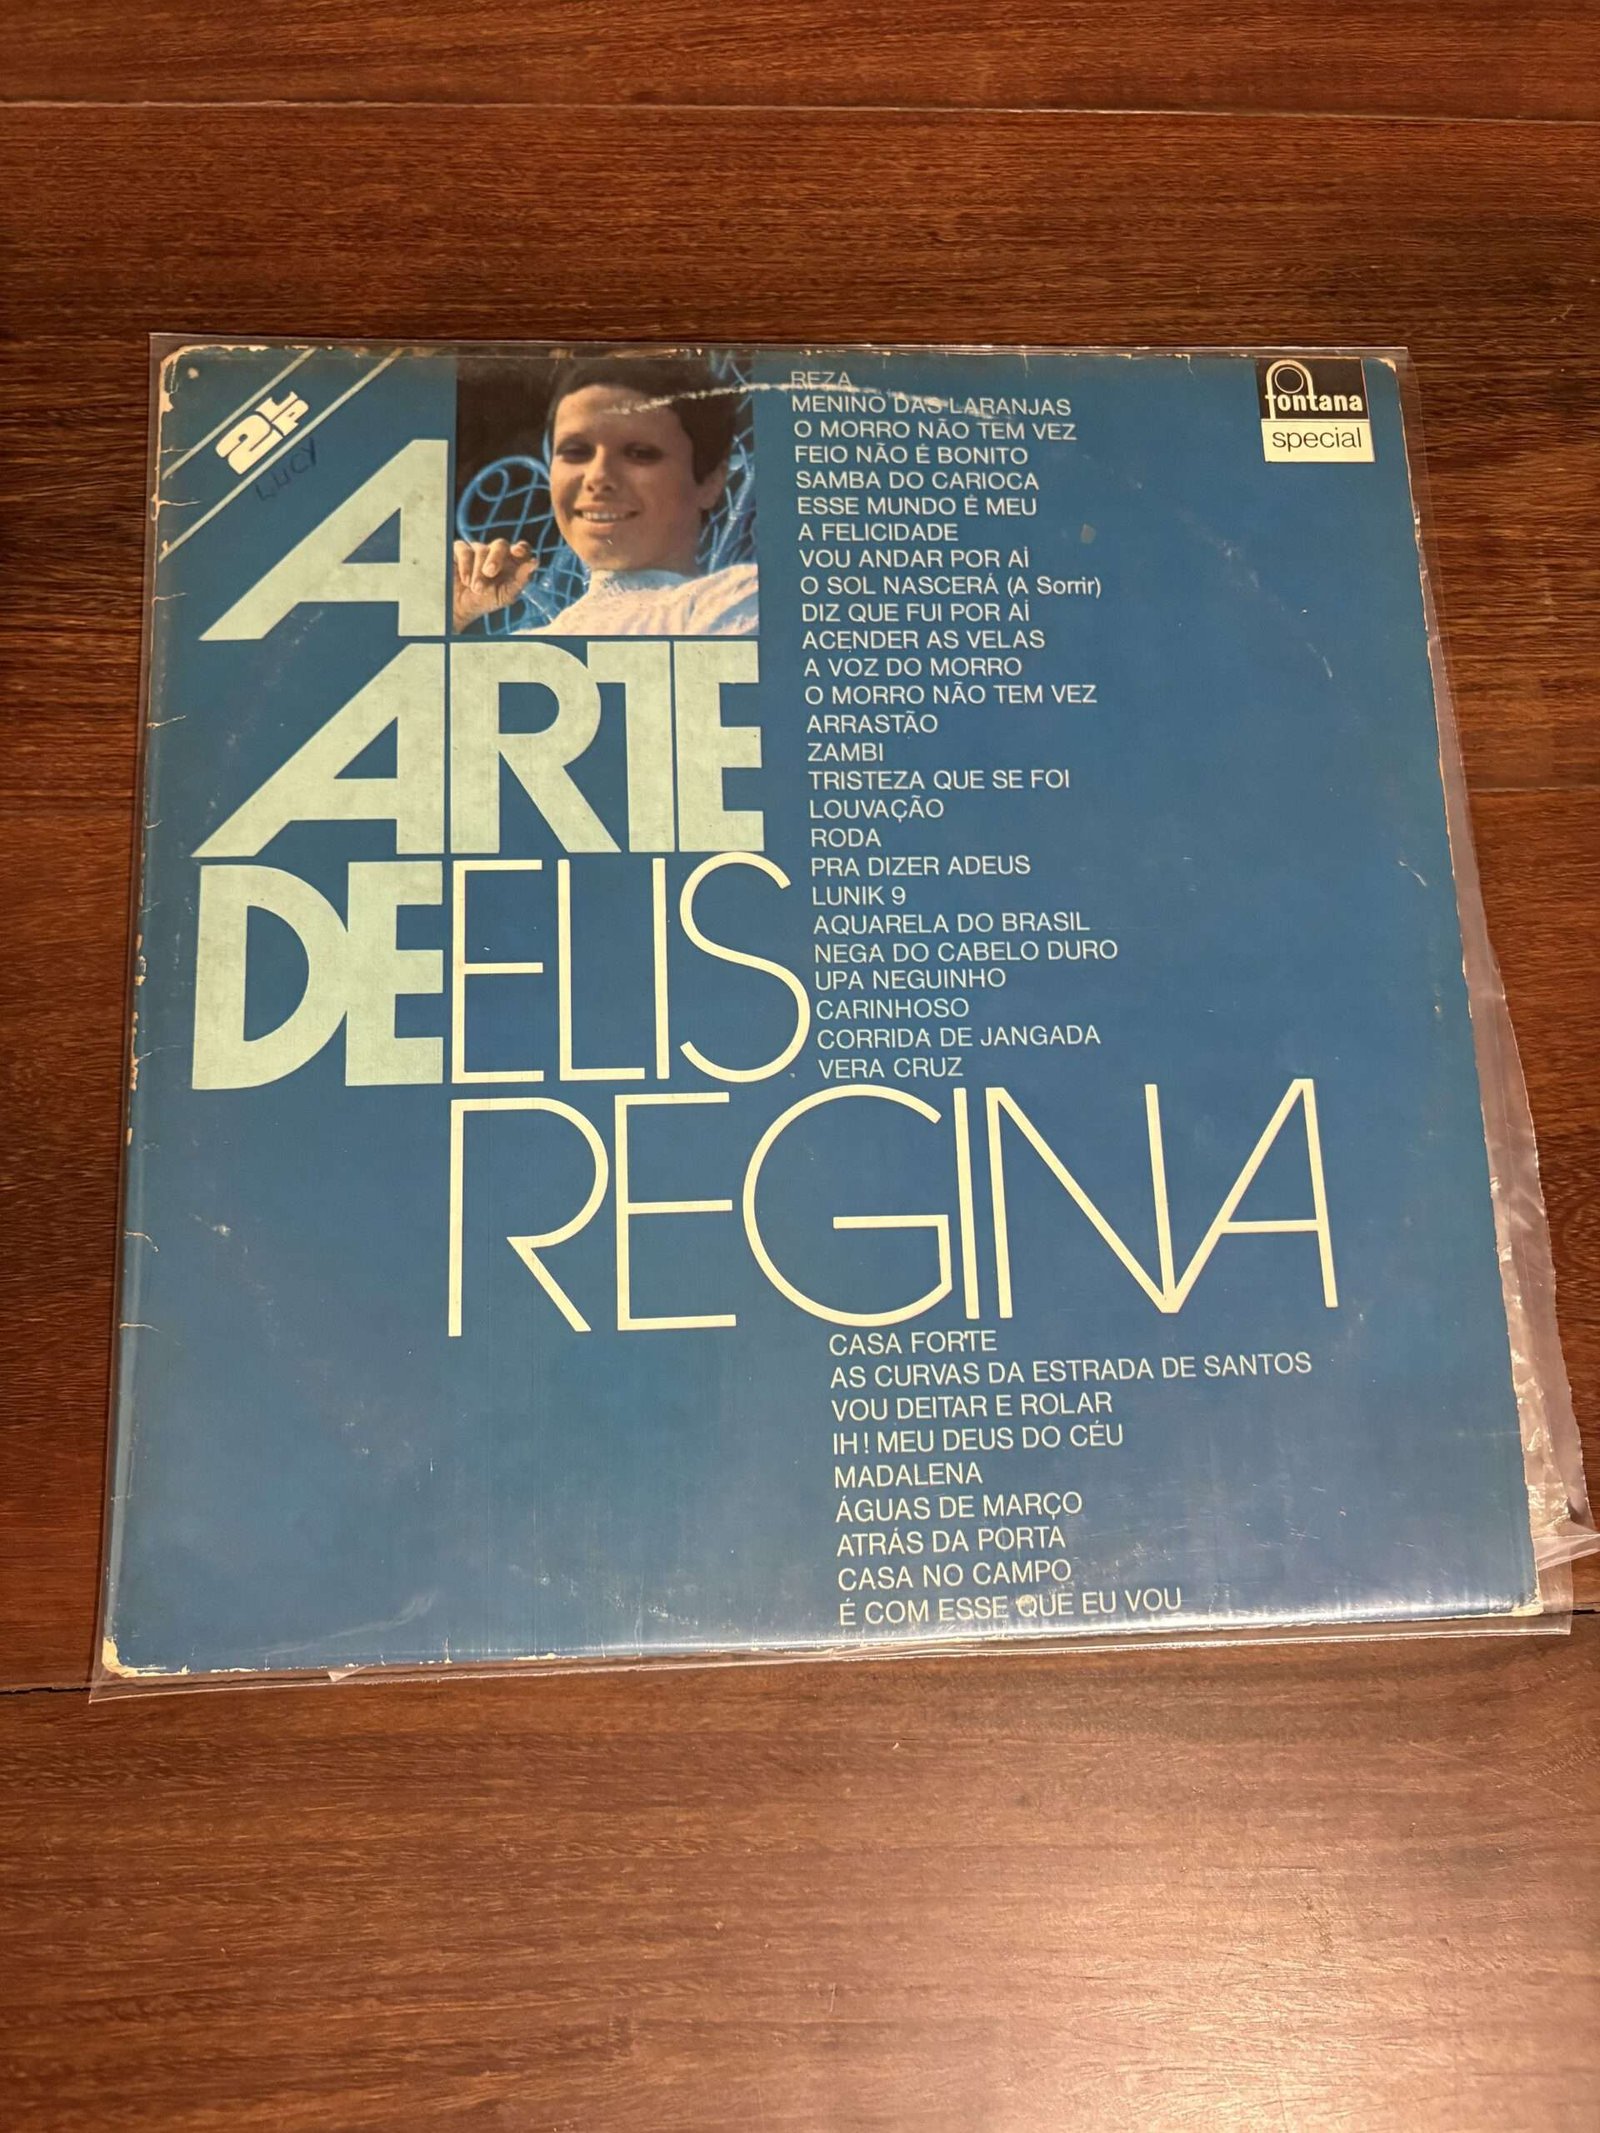 2 LP
LUCY
A
ARTE
DE ELIS
REGINA
fontana
special
REZA
MENINO DAS LARANJAS
O MORRO NÃO TEM VEZ
FEIO NÃO É BONITO
SAMBA DO CARIOCA
ESSE MUNDO É MEU
A FELICIDADE
VOU ANDAR POR AÍ
O SOL NASCERÁ (A Sorrir)
DIZ QUE FUI POR AÍ
ACENDER AS VELAS
A VOZ DO MORRO
O MORRO NÃO TEM VEZ
ARRASTÃO
ZAMBI
TRISTEZA QUE SE FOI
LOUVAÇÃO
RODA
PRA DIZER ADEUS
LUNIK 9
AQUARELA DO BRASIL
NEGA DO CABELO DURO
UPA NEGUINHO
CARINHOSO
CORRIDA DE JANGADA
VERA CRUZ
CASA FORTE
AS CURVAS DA ESTRADA DE SANTOS
VOU DEITAR E ROLAR
IH! MEU DEUS DO CÉU
MADALENA
ÁGUAS DE MARÇO
ATRÁS DA PORTA
CASA NO CAMPO
É COM ESSE QUE EU VOU